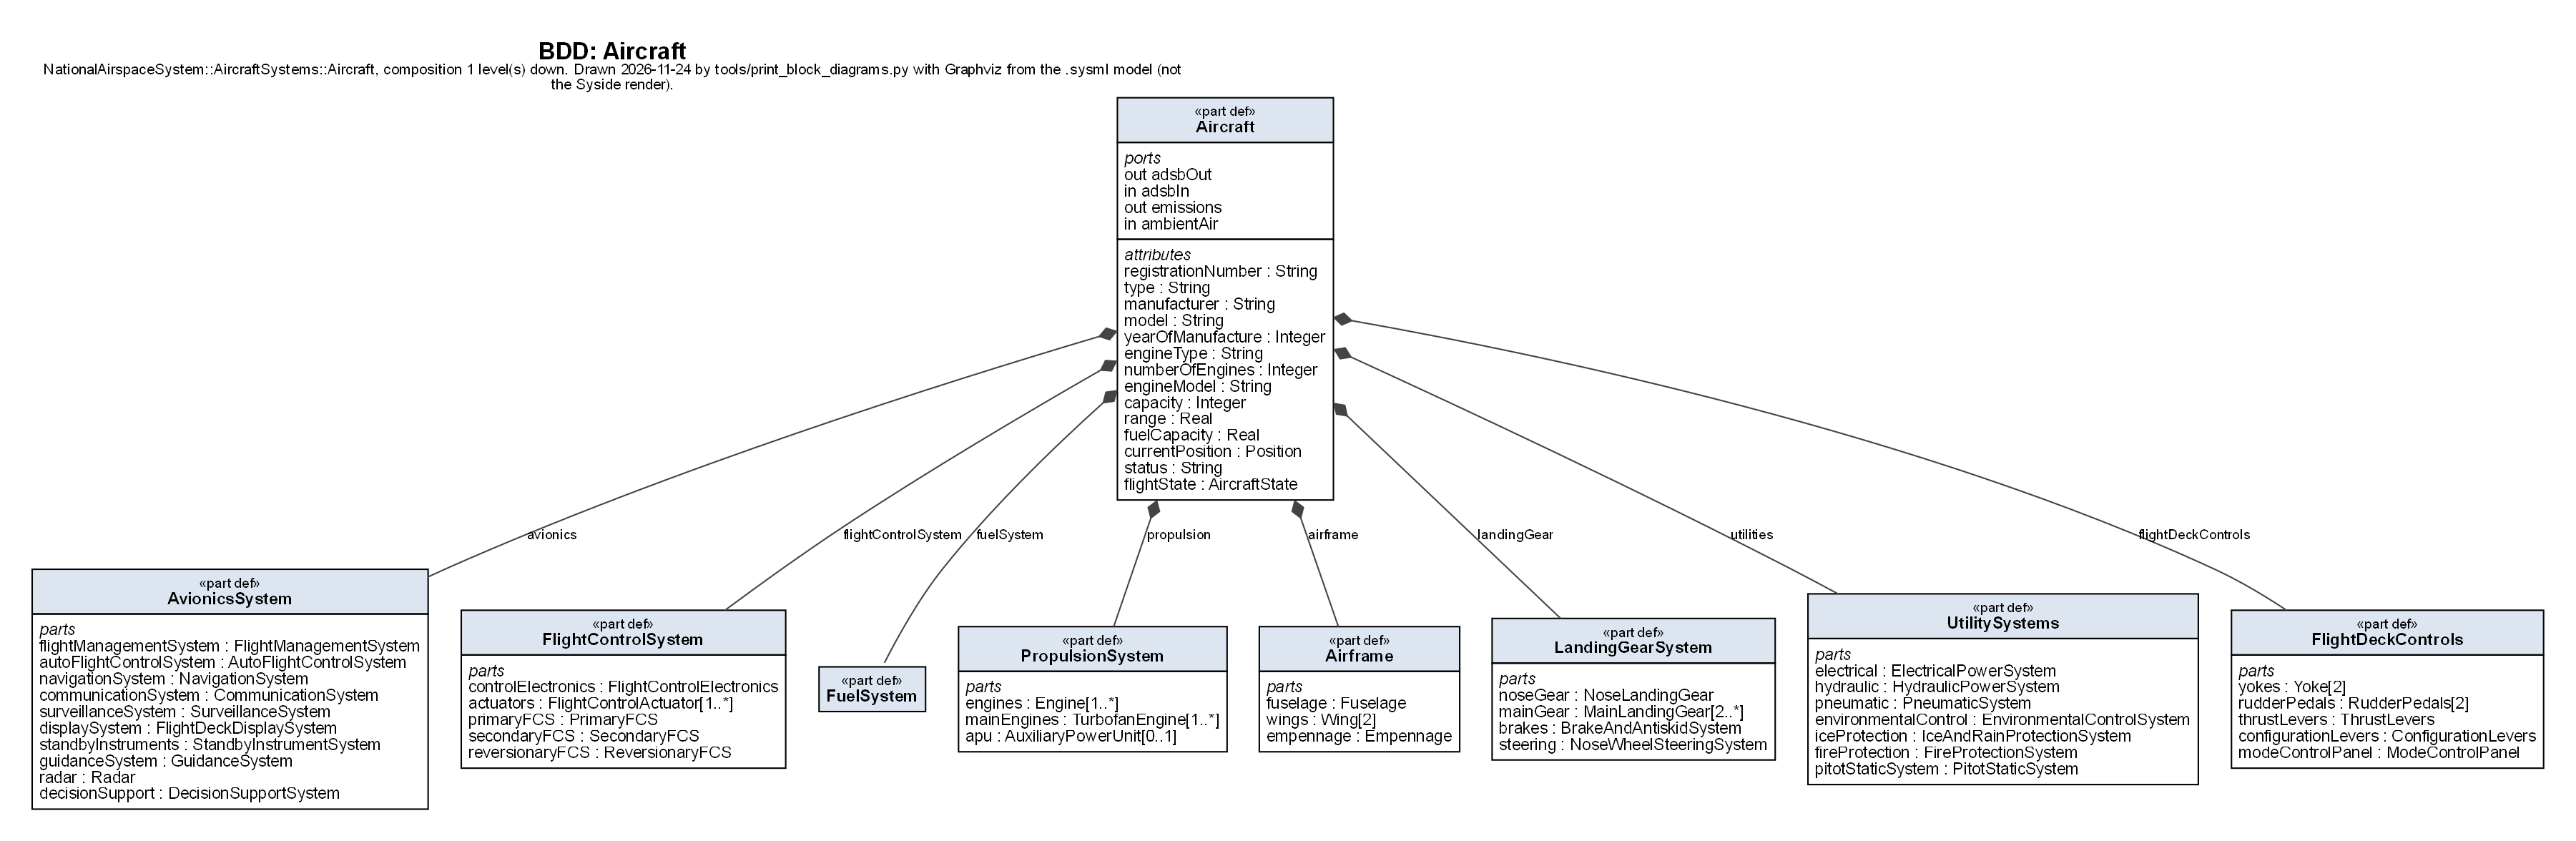 BDD: Aircraft
NationalAirspaceSystem::AircraftSystems::Aircraft, composition 1 level(s) down. Drawn 2026-11-24 by tools/print_block_diagrams.py with Graphviz from the .sysml model (not
the Syside render).
«part def»
Aircraft
ports
out adsbOut
in adsbIn
out emissions
in ambientAir
attributes
registrationNumber : String
type : String
manufacturer : String
model : String
yearOfManufacture : Integer
engineType : String
numberOfEngines : Integer
engineModel : String
capacity : Integer
range : Real
fuelCapacity : Real
currentPosition : Position
status : String
flightState : AircraftState
avionics
flightControlSystem
fuelSystem
propulsion
airframe
landingGear
utilities
flightDeckControls
«part def»
AvionicsSystem
parts
flightManagementSystem : FlightManagementSystem
autoFlightControlSystem : AutoFlightControlSystem
navigationSystem : NavigationSystem
communicationSystem : CommunicationSystem
surveillanceSystem : SurveillanceSystem
displaySystem : FlightDeckDisplaySystem
standbyInstruments : StandbyInstrumentSystem
guidanceSystem : GuidanceSystem
radar : Radar
decisionSupport : DecisionSupportSystem
«part def»
FlightControlSystem
parts
controlElectronics : FlightControlElectronics
actuators : FlightControlActuator[1..*]
primaryFCS : PrimaryFCS
secondaryFCS : SecondaryFCS
reversionaryFCS : ReversionaryFCS
«part def»
FuelSystem
«part def»
PropulsionSystem
parts
engines : Engine[1..*]
mainEngines : TurbofanEngine[1..*]
apu : AuxiliaryPowerUnit[0..1]
«part def»
Airframe
parts
fuselage : Fuselage
wings : Wing[2]
empennage : Empennage
«part def»
LandingGearSystem
parts
noseGear : NoseLandingGear
mainGear : MainLandingGear[2..*]
brakes : BrakeAndAntiskidSystem
steering : NoseWheelSteeringSystem
«part def»
UtilitySystems
parts
electrical : ElectricalPowerSystem
hydraulic : HydraulicPowerSystem
pneumatic : PneumaticSystem
environmentalControl : EnvironmentalControlSystem
iceProtection : IceAndRainProtectionSystem
fireProtection : FireProtectionSystem
pitotStaticSystem : PitotStaticSystem
«part def»
FlightDeckControls
parts
yokes : Yoke[2]
rudderPedals : RudderPedals[2]
thrustLevers : ThrustLevers
configurationLevers : ConfigurationLevers
modeControlPanel : ModeControlPanel